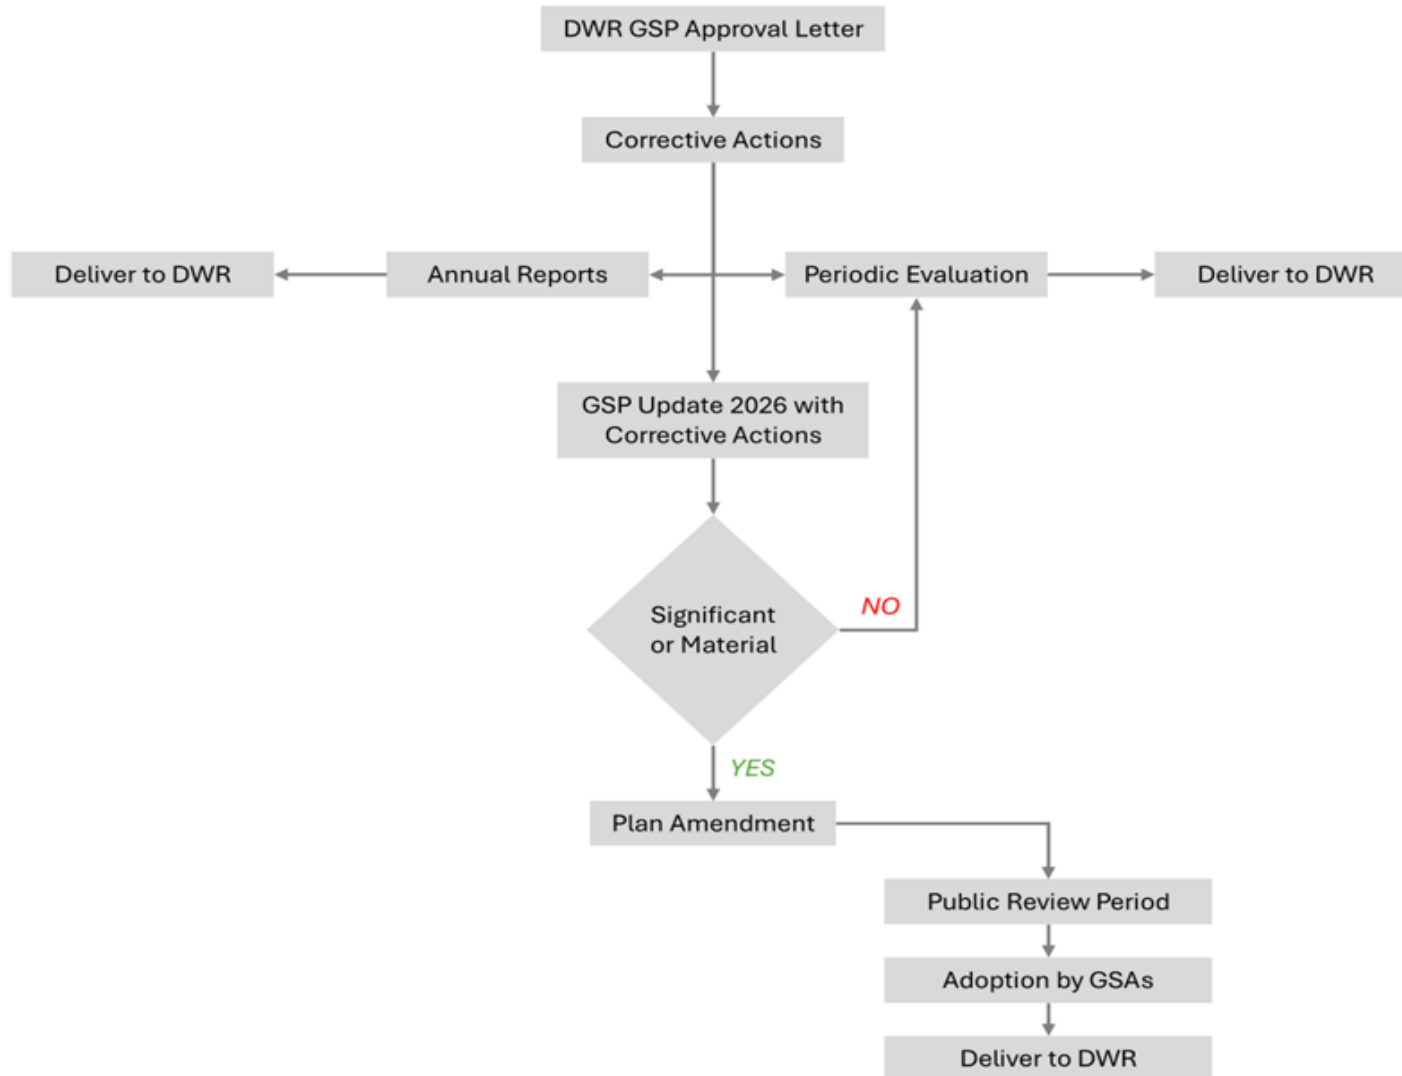 DWR GSP Approval Letter
Corrective Actions
Deliver to DWR
Annual Reports
Periodic Evaluation
Deliver to DWR
GSP Update 2026 with
Corrective Actions
Significant
or Material
NO
YES
Plan Amendment
Public Review Period
Adoption by GSAs
Deliver to DWR